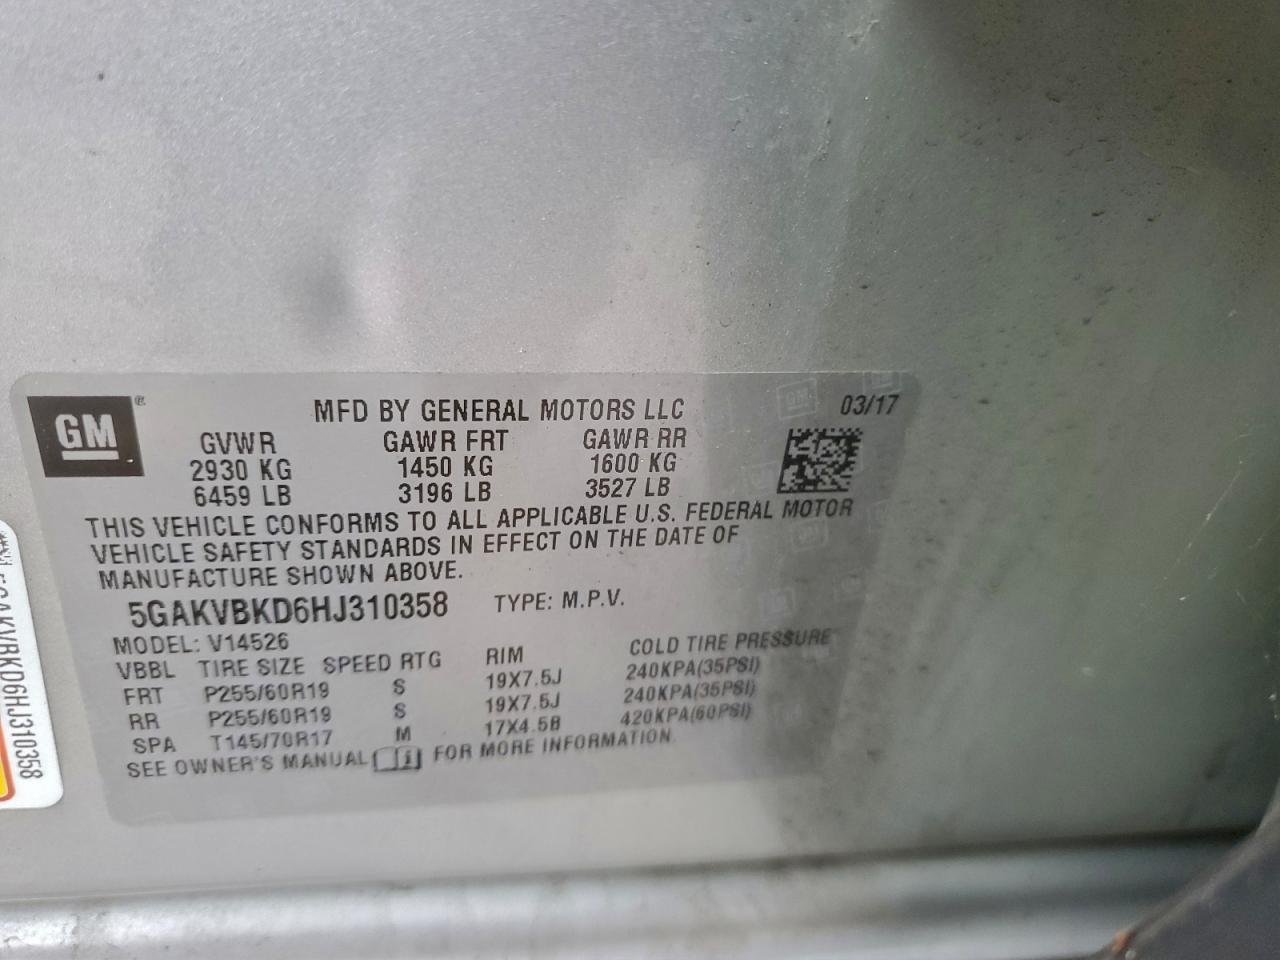 GM®
MFD BY GENERAL MOTORS LLC 03/17
GVWR GAWR FRT GAWR RR
2930 KG 1450 KG 1600 KG
6459 LB 3196 LB 3527 LB
THIS VEHICLE CONFORMS TO ALL APPLICABLE U.S. FEDERAL MOTOR
VEHICLE SAFETY STANDARDS IN EFFECT ON THE DATE OF
MANUFACTURE SHOWN ABOVE.
5GAKVBKD6HJ310358 TYPE: M.P.V.
MODEL: V14526
VBBL TIRE SIZE SPEED RTG RIM COLD TIRE PRESSURE
FRT P255/60R19 S 19X7.5J 240KPA(35PSI)
RR P255/60R19 S 19X7.5J 240KPA(35PSI)
SPA T145/70R17 M 17X4.5B 420KPA(60PSI)
SEE OWNER'S MANUAL FOR MORE INFORMATION.
5GAKVBKD6HJ310358